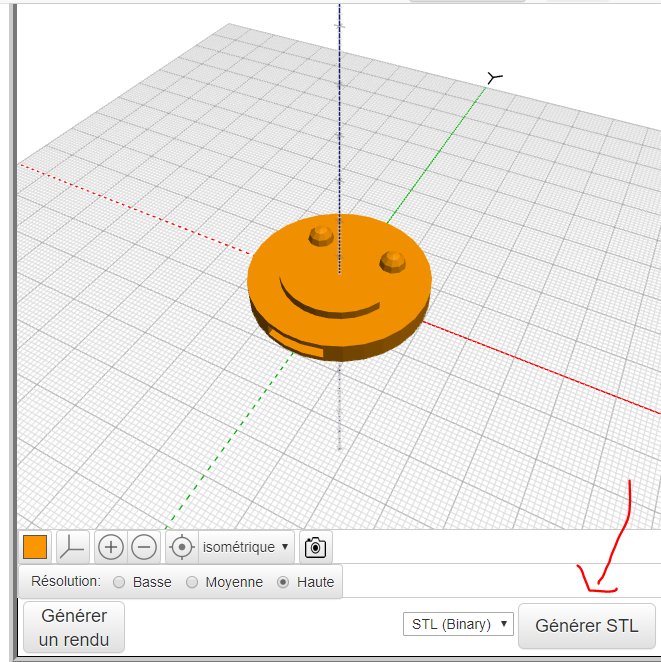 Y
isométrique
Résolution: Basse Moyenne Haute
Générer
un rendu
STL (Binary)
Générer STL